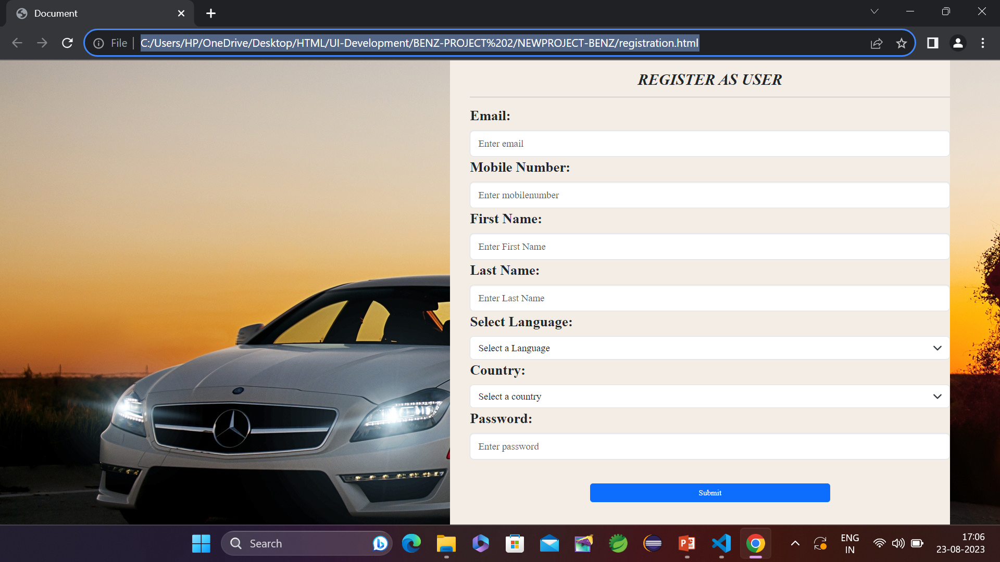 Document
File
C:/Users/HP/OneDrive/Desktop/HTML/UI-Development/BENZ-PROJECT%202/NEWPROJECT-BENZ/registration.html
REGISTER AS USER
Email:
Enter email
Mobile Number:
Enter mobilenumber
First Name:
Enter First Name
Last Name:
Enter Last Name
Select Language:
Select a Language
Country:
Select a country
Password:
Enter password
Submit
Search
ENG
IN
17:06
23-08-2023